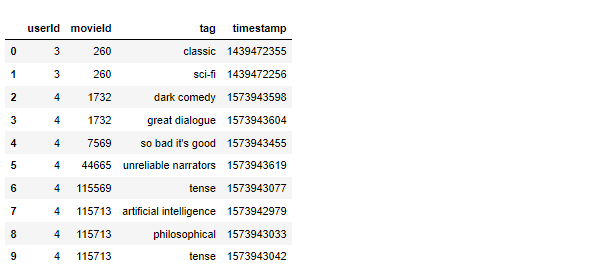 userId movieId tag timestamp
0 3 260 classic 1439472355
1 3 260 sci-fi 1439472256
2 4 1732 dark comedy 1573943598
3 4 1732 great dialogue 1573943604
4 4 7569 so bad it's good 1573943455
5 4 44665 unreliable narrators 1573943619
6 4 115569 tense 1573943077
7 4 115713 artificial intelligence 1573942979
8 4 115713 philosophical 1573943033
9 4 115713 tense 1573943042